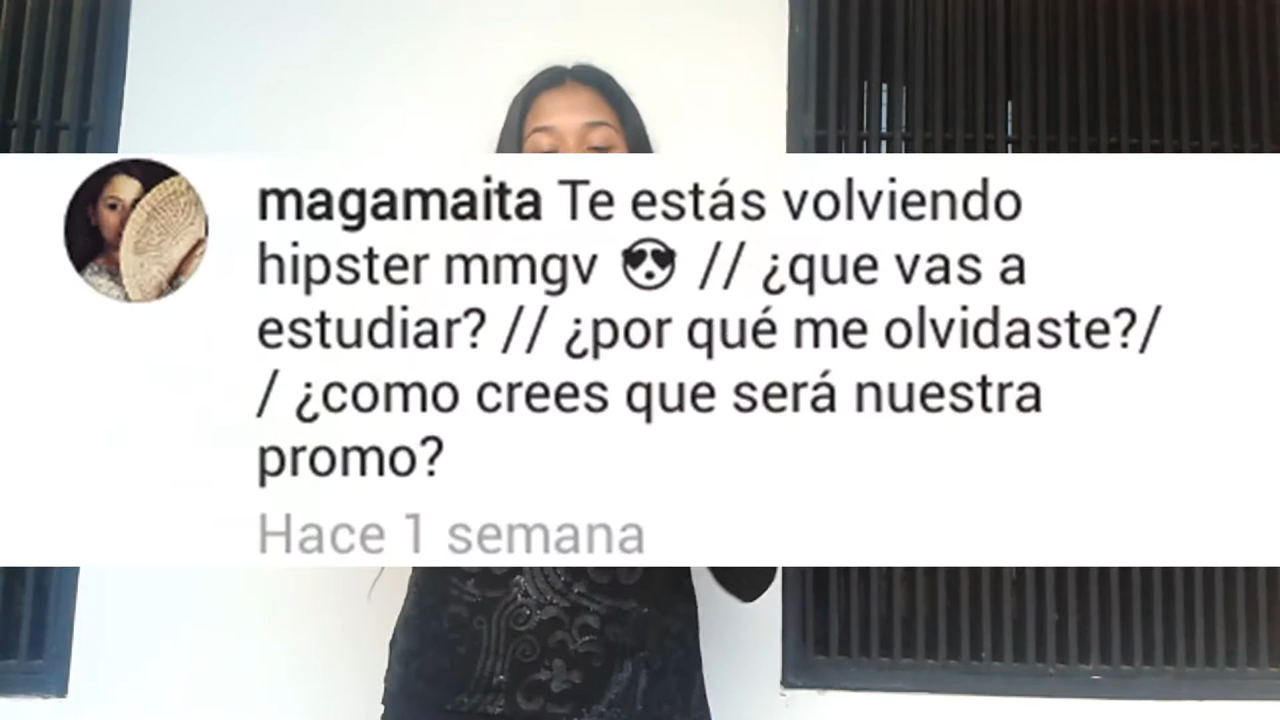 magamaita Te estás volviendo
hipster mmgv 😍 // ¿que vas a
estudiar? // ¿por qué me olvidaste?/
/ ¿como crees que será nuestra
promo?
Hace 1 semana